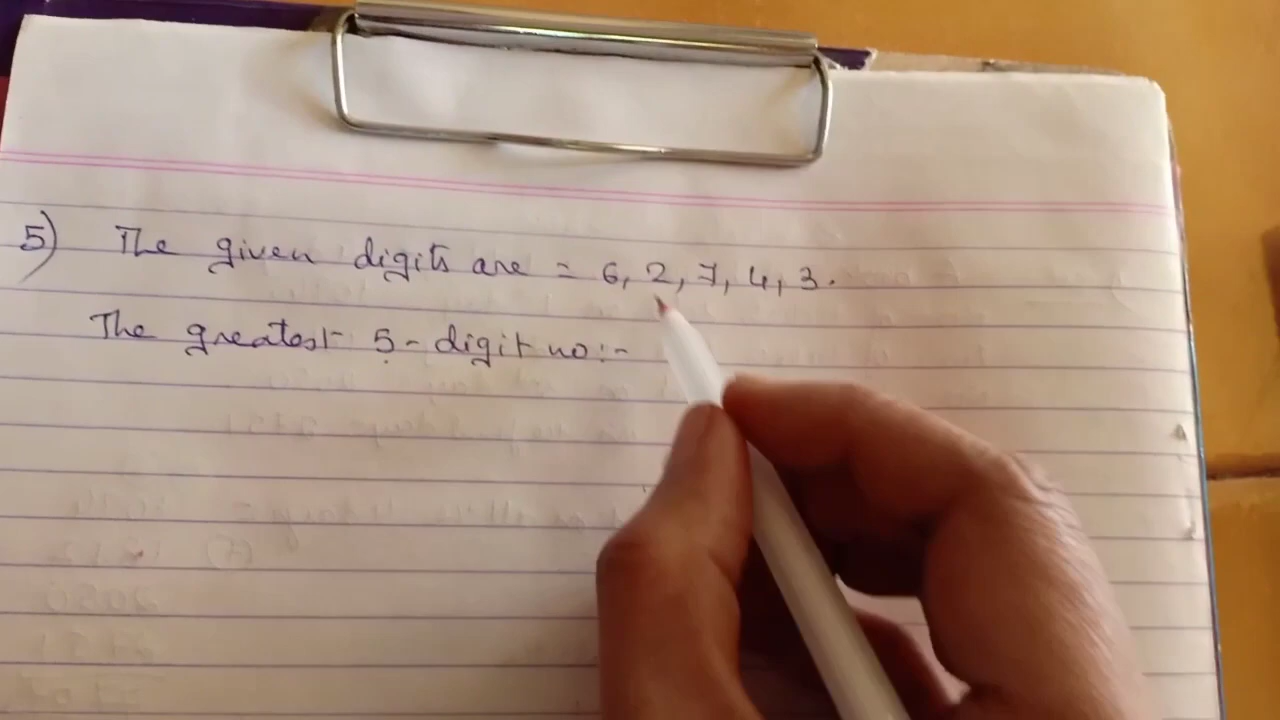 5) The given digits are = 6, 2, 7, 4, 3.
The greatest 5-digit no:-